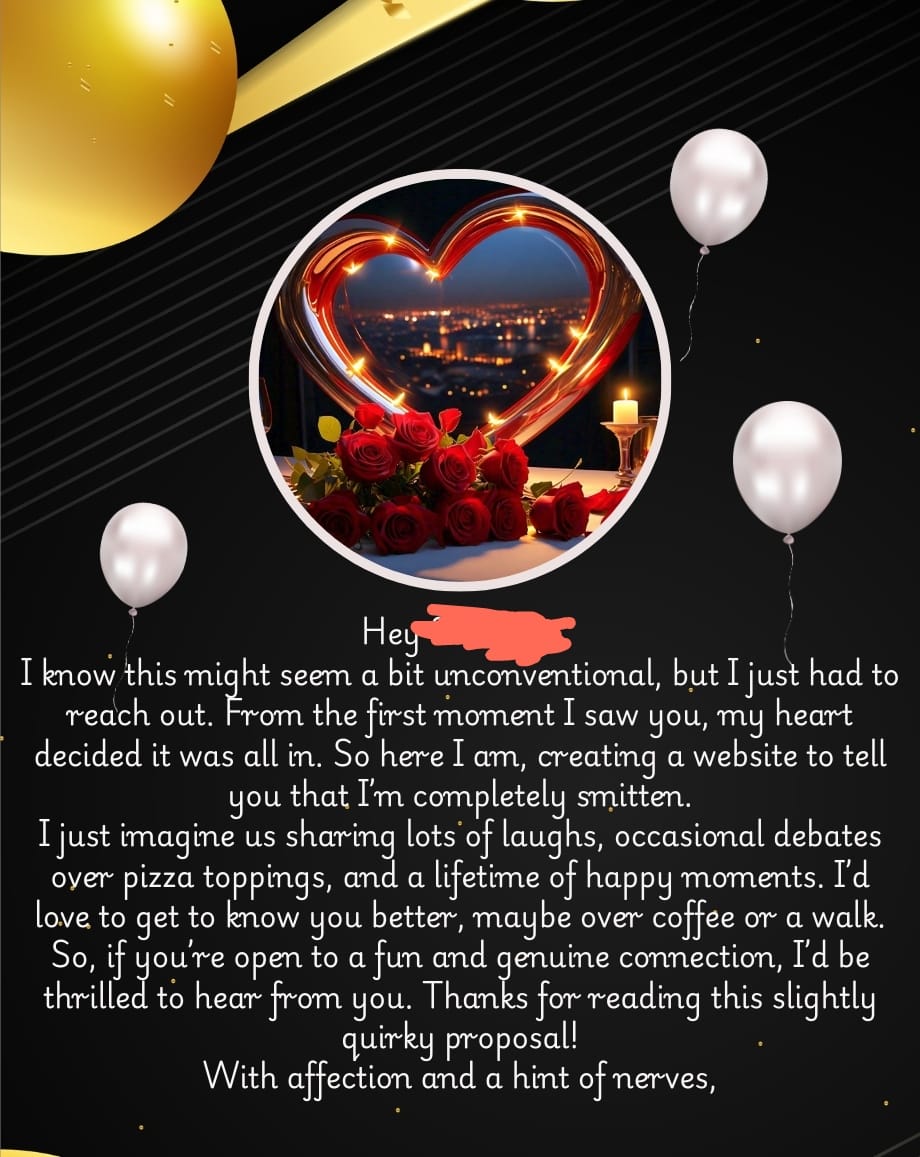 Hey
I know this might seem a bit unconventional, but I just had to
reach out. From the first moment I saw you, my heart
decided it was all in. So here I am, creating a website to tell
you that I'm completely smitten.
I just imagine us sharing lots of laughs, occasional debates
over pizza toppings, and a lifetime of happy moments. I'd
love to get to know you better, maybe over coffee or a walk.
So, if you're open to a fun and genuine connection, I'd be
thrilled to hear from you. Thanks for reading this slightly
quirky proposal!
With affection and a hint of nerves,